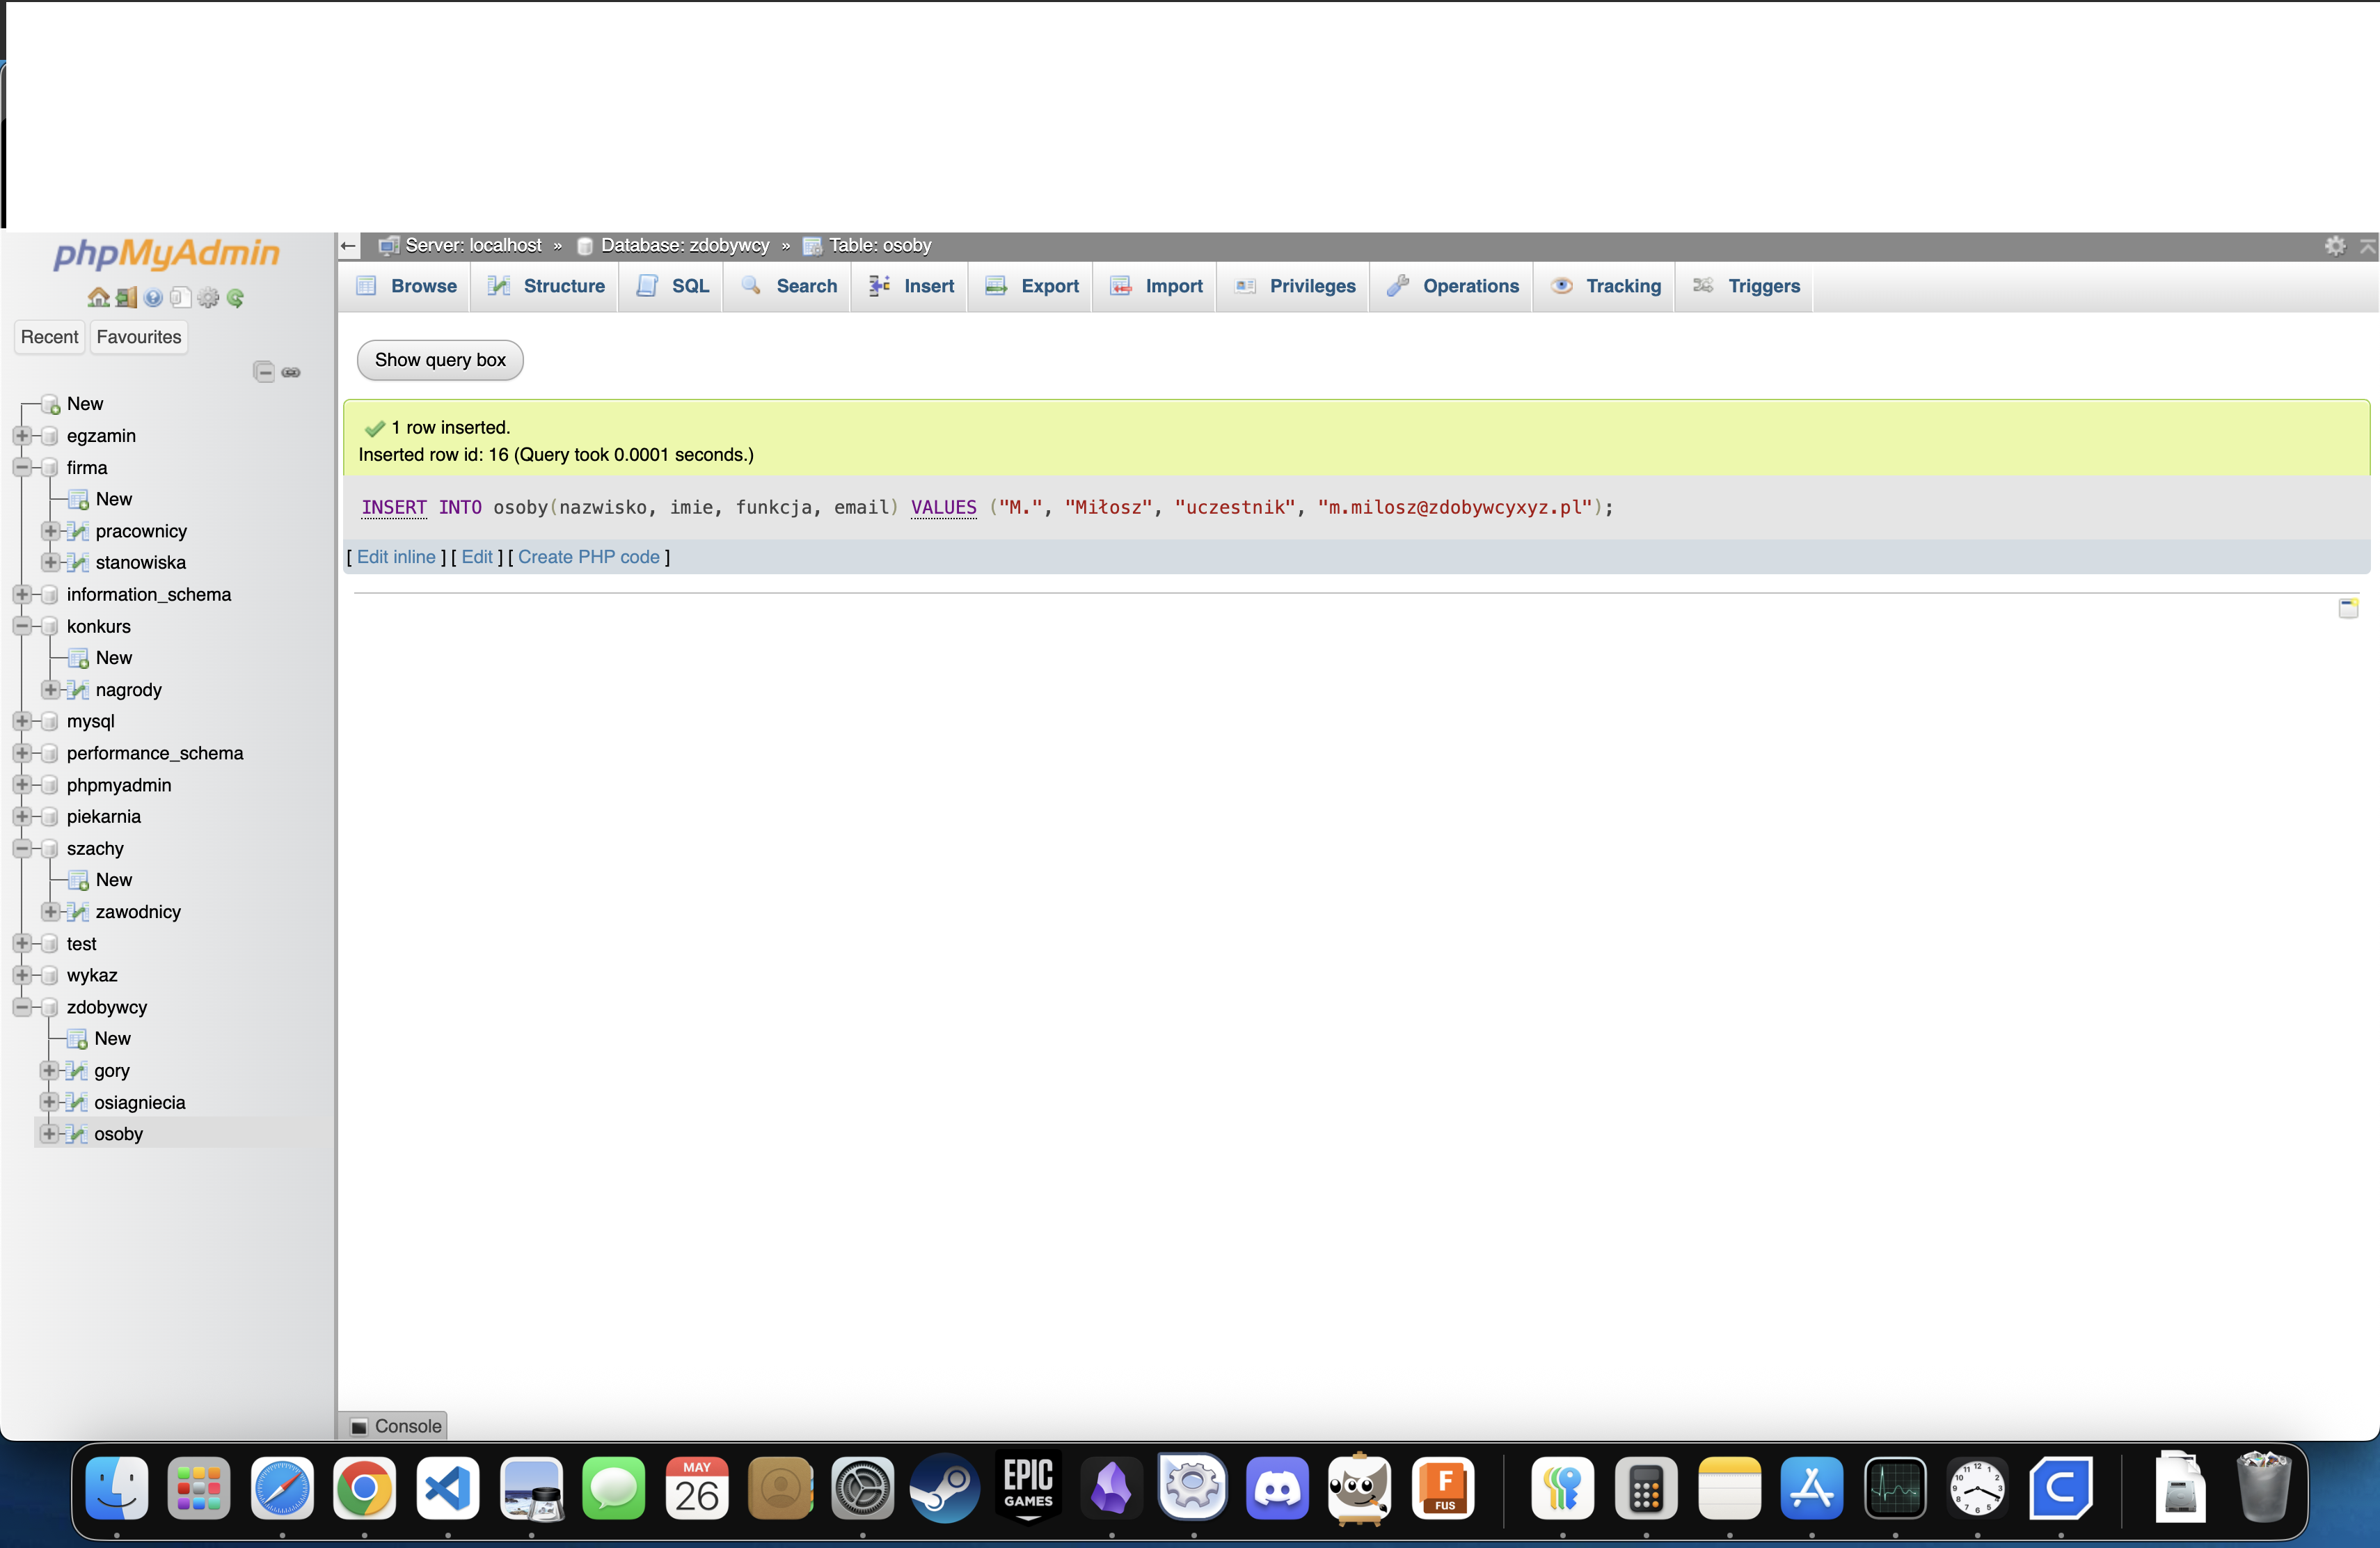 phpMyAdmin
Recent Favourites
New
egzamin
firma
New
pracownicy
stanowiska
information_schema
konkurs
New
nagrody
mysql
performance_schema
phpmyadmin
piekarnia
szachy
New
zawodnicy
test
wykaz
zdobywcy
New
gory
osiagniecia
osoby
Server: localhost » Database: zdobywcy » Table: osoby
Browse Structure SQL Search Insert Export Import Privileges Operations Tracking Triggers
Show query box
1 row inserted.
Inserted row id: 16 (Query took 0.0001 seconds.)
INSERT INTO osoby(nazwisko, imie, funkcja, email) VALUES ("M.", "Miłosz", "uczestnik", "m.milosz@zdobywcyxyz.pl");
[ Edit inline ] [ Edit ] [ Create PHP code ]
Console
MAY
26
EPIC
GAMES
F
FUS